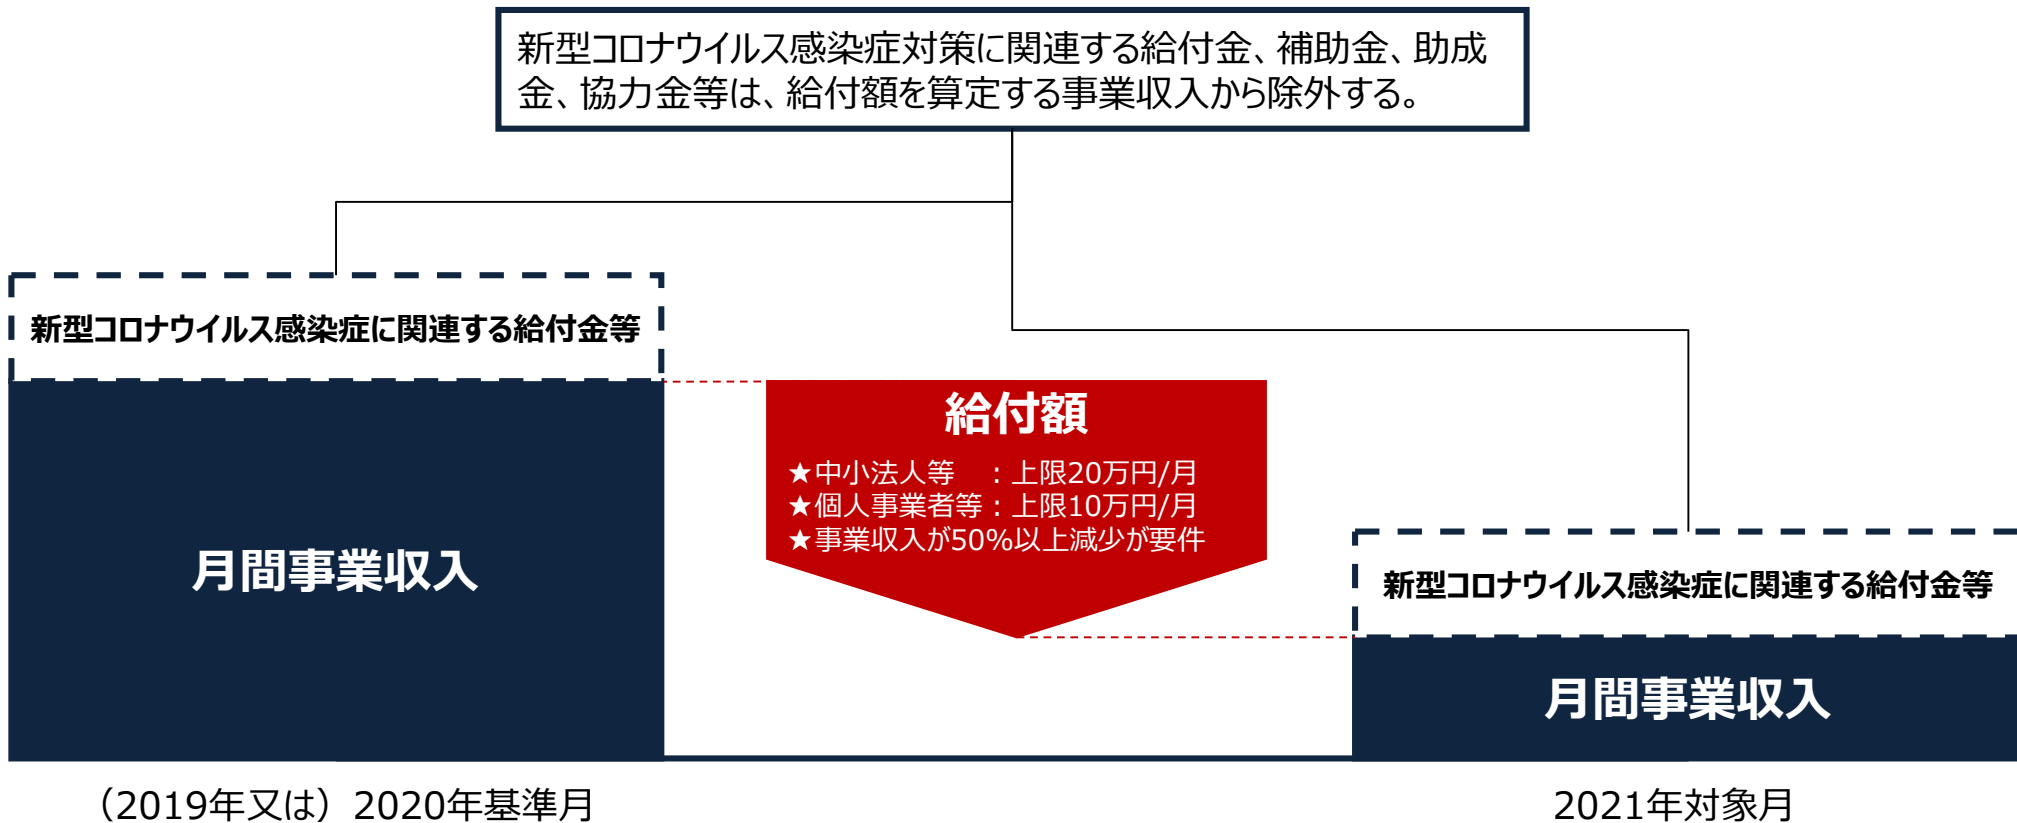 新型コロナウイルス感染症対策に関連する給付金、補助金、助成
金、協力金等は、給付額を算定する事業収入から除外する。
新型コロナウイルス感染症に関連する給付金等
給付額
★中小法人等　：上限20万円/月
★個人事業者等：上限10万円/月
★事業収入が50%以上減少が要件
月間事業収入
新型コロナウイルス感染症に関連する給付金等
月間事業収入
（2019年又は）2020年基準月
2021年対象月